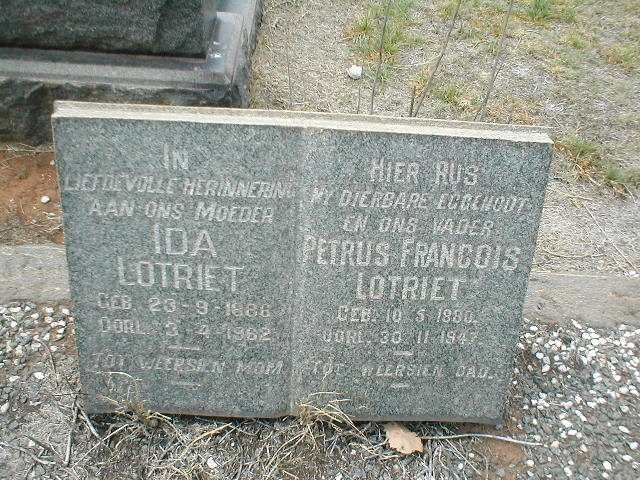 IN
LIEFDEVOLLE HERINNERING
AAN ONS MOEDER
IDA
LOTRIET
GEB. 23-9-1886
OORL. 3-4-1962
TOT WEERSIEN MOM
HIER RUS
MY DIERBARE EGGENOOT
EN ONS VADER
PETRUS FRANCOIS
LOTRIET
GEB. 10.5.1880.
OORL. 30.11.1947.
TOT WEERSIEN DAD.